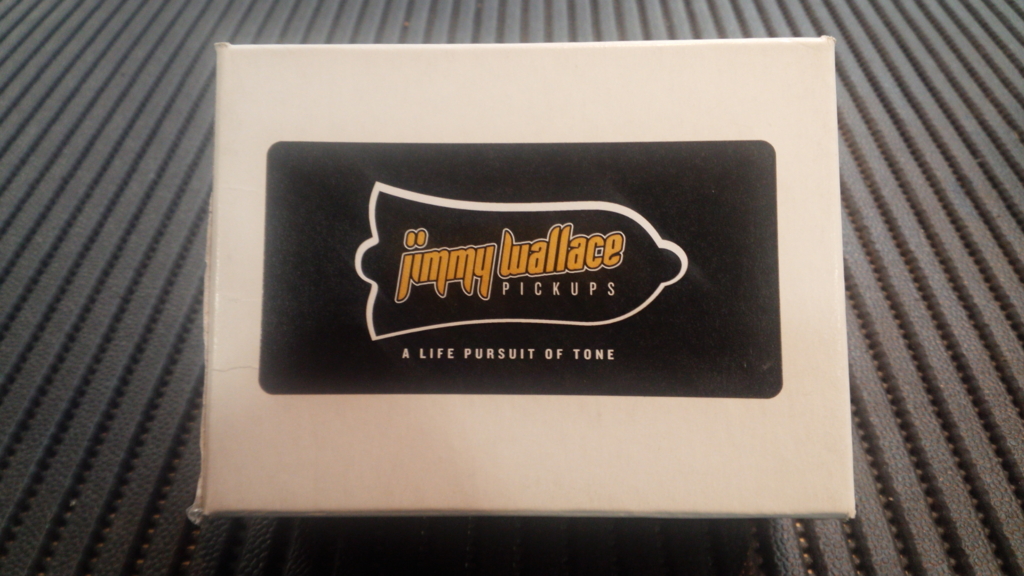 jimmy wallace
PICKUPS
A LIFE PURSUIT OF TONE